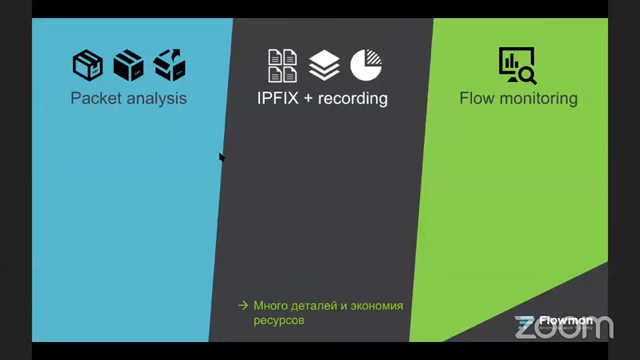 Packet analysis
IPFIX + recording
Flow monitoring
→ Много деталей и экономия
ресурсов
Flowmon
zoom